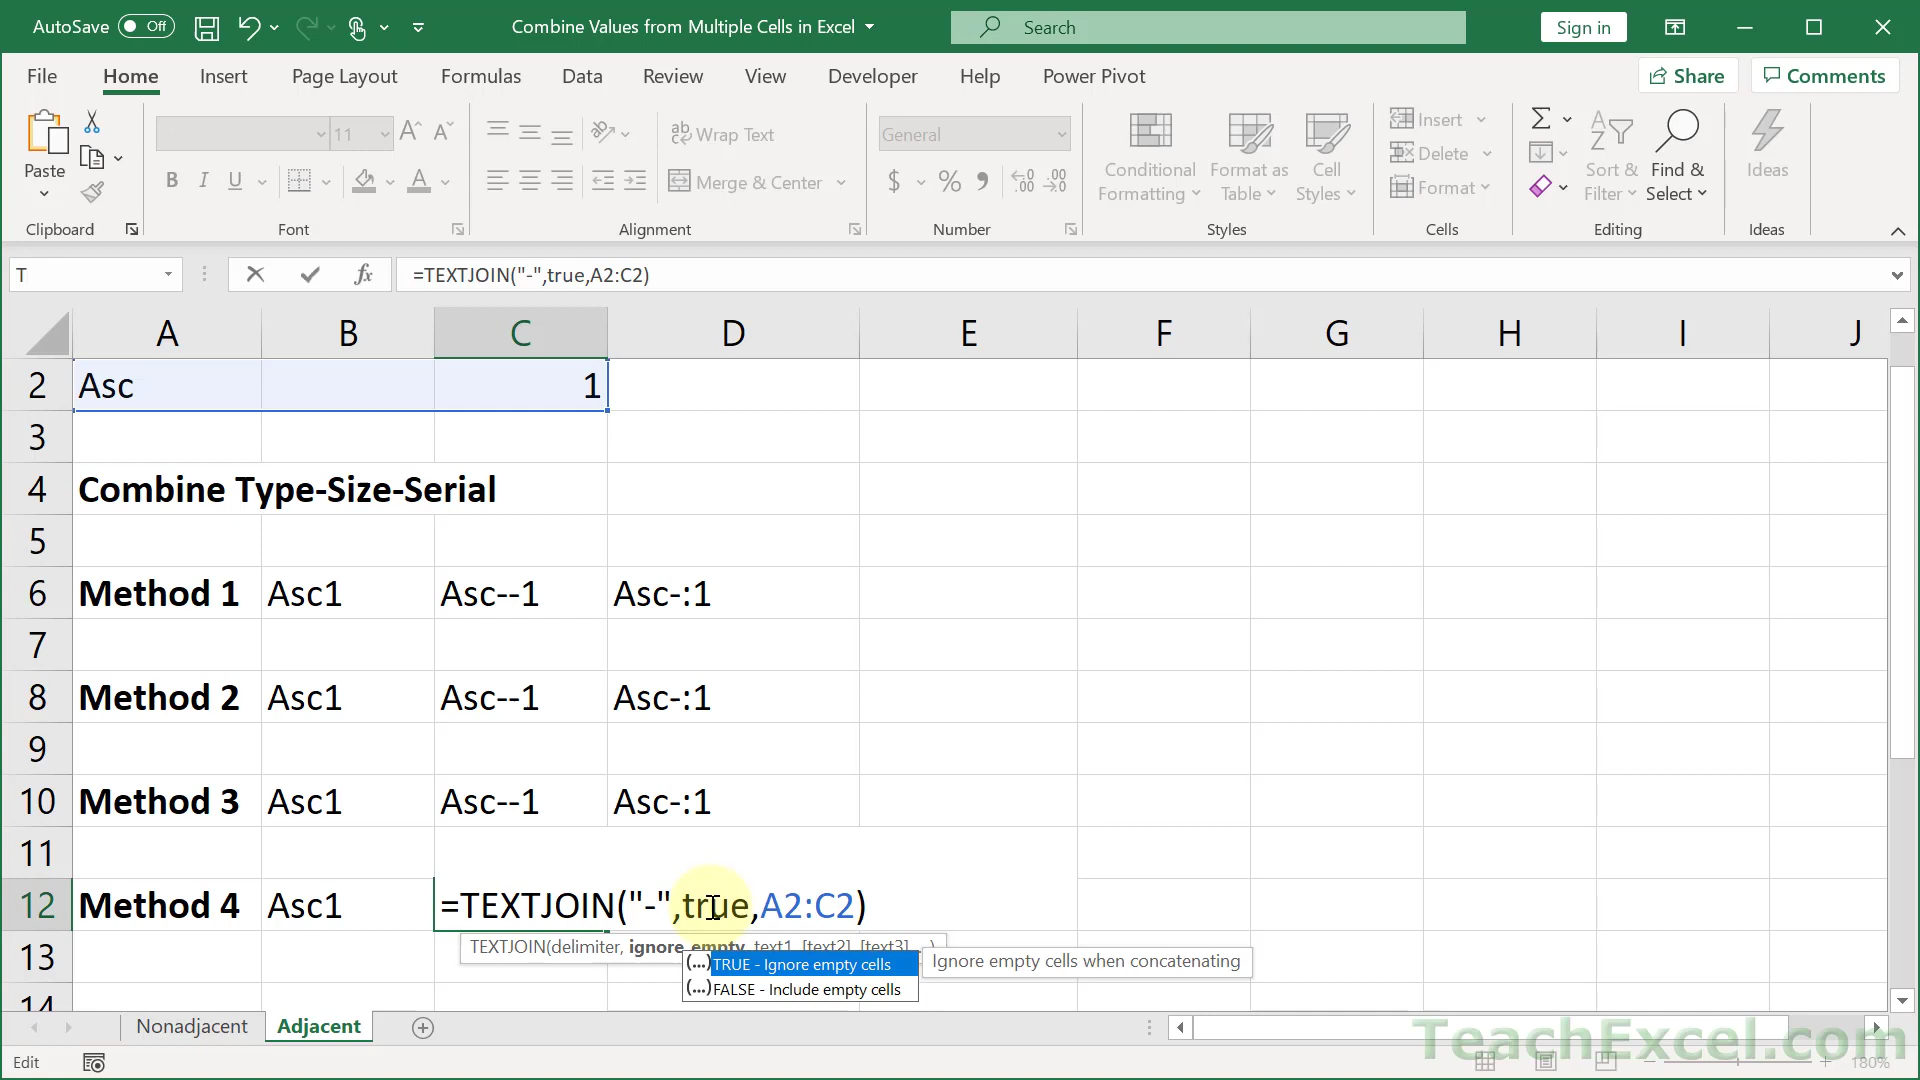 AutoSave Off Combine Values from Multiple Cells in Excel Search Sign in
File Home Insert Page Layout Formulas Data Review View Developer Help Power Pivot Share Comments
Paste
11
Wrap Text
Merge & Center
General
Conditional Formatting
Format as Table
Cell Styles
Insert
Delete
Format
Sort & Filter
Find & Select
Ideas
Clipboard Font Alignment Number Styles Cells Editing Ideas
T fx =TEXTJOIN("-",true,A2:C2)
A B C D E F G H I J
2 Asc 1
3
4 Combine Type-Size-Serial
5
6 Method 1 Asc1 Asc--1 Asc-:1
7
8 Method 2 Asc1 Asc--1 Asc-:1
9
10 Method 3 Asc1 Asc--1 Asc-:1
11
12 Method 4 Asc1 =TEXTJOIN("-",true,A2:C2)
TEXTJOIN(delimiter, ignore_empty, text1, [text2], [text3], ...)
13
(...) TRUE - Ignore empty cells Ignore empty cells when concatenating
(...) FALSE - Include empty cells
14
Nonadjacent Adjacent
TeachExcel.com
Edit 180%